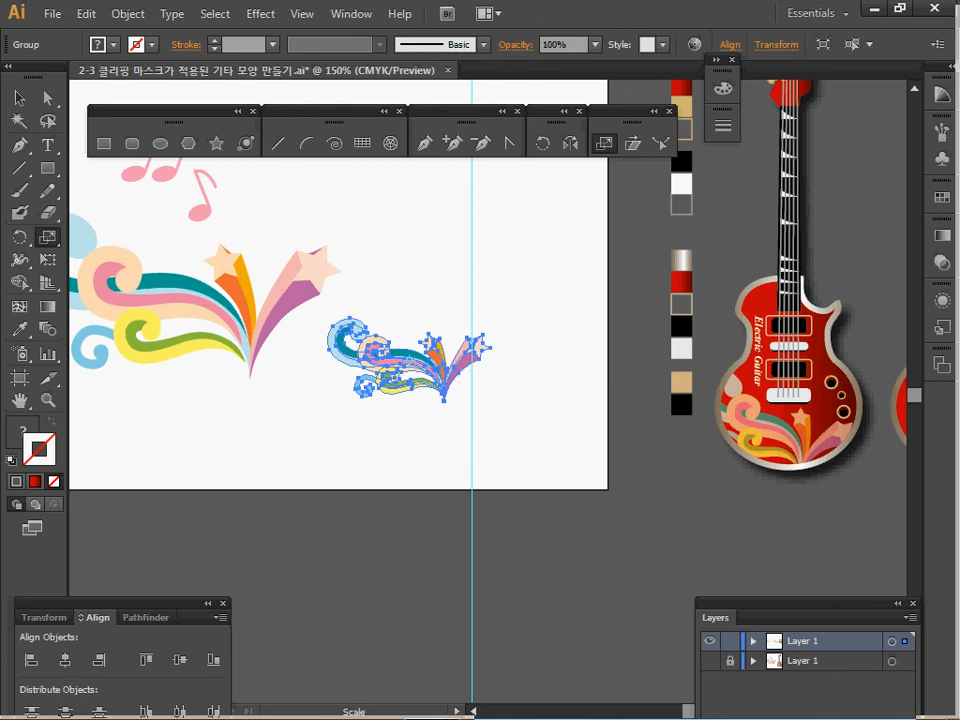 Ai File Edit Object Type Select Effect View Window Help Br Essentials
Group ? Stroke: Basic Opacity: 100% Style: Align Transform
2-3 클리핑 마스크가 적용된 기타 모양 만들기.ai* @ 150% (CMYK/Preview)
T
Electric Guitar
?
Transform Align Pathfinder
Align Objects:
Distribute Objects:
Layers
Layer 1
Layer 1
Scale